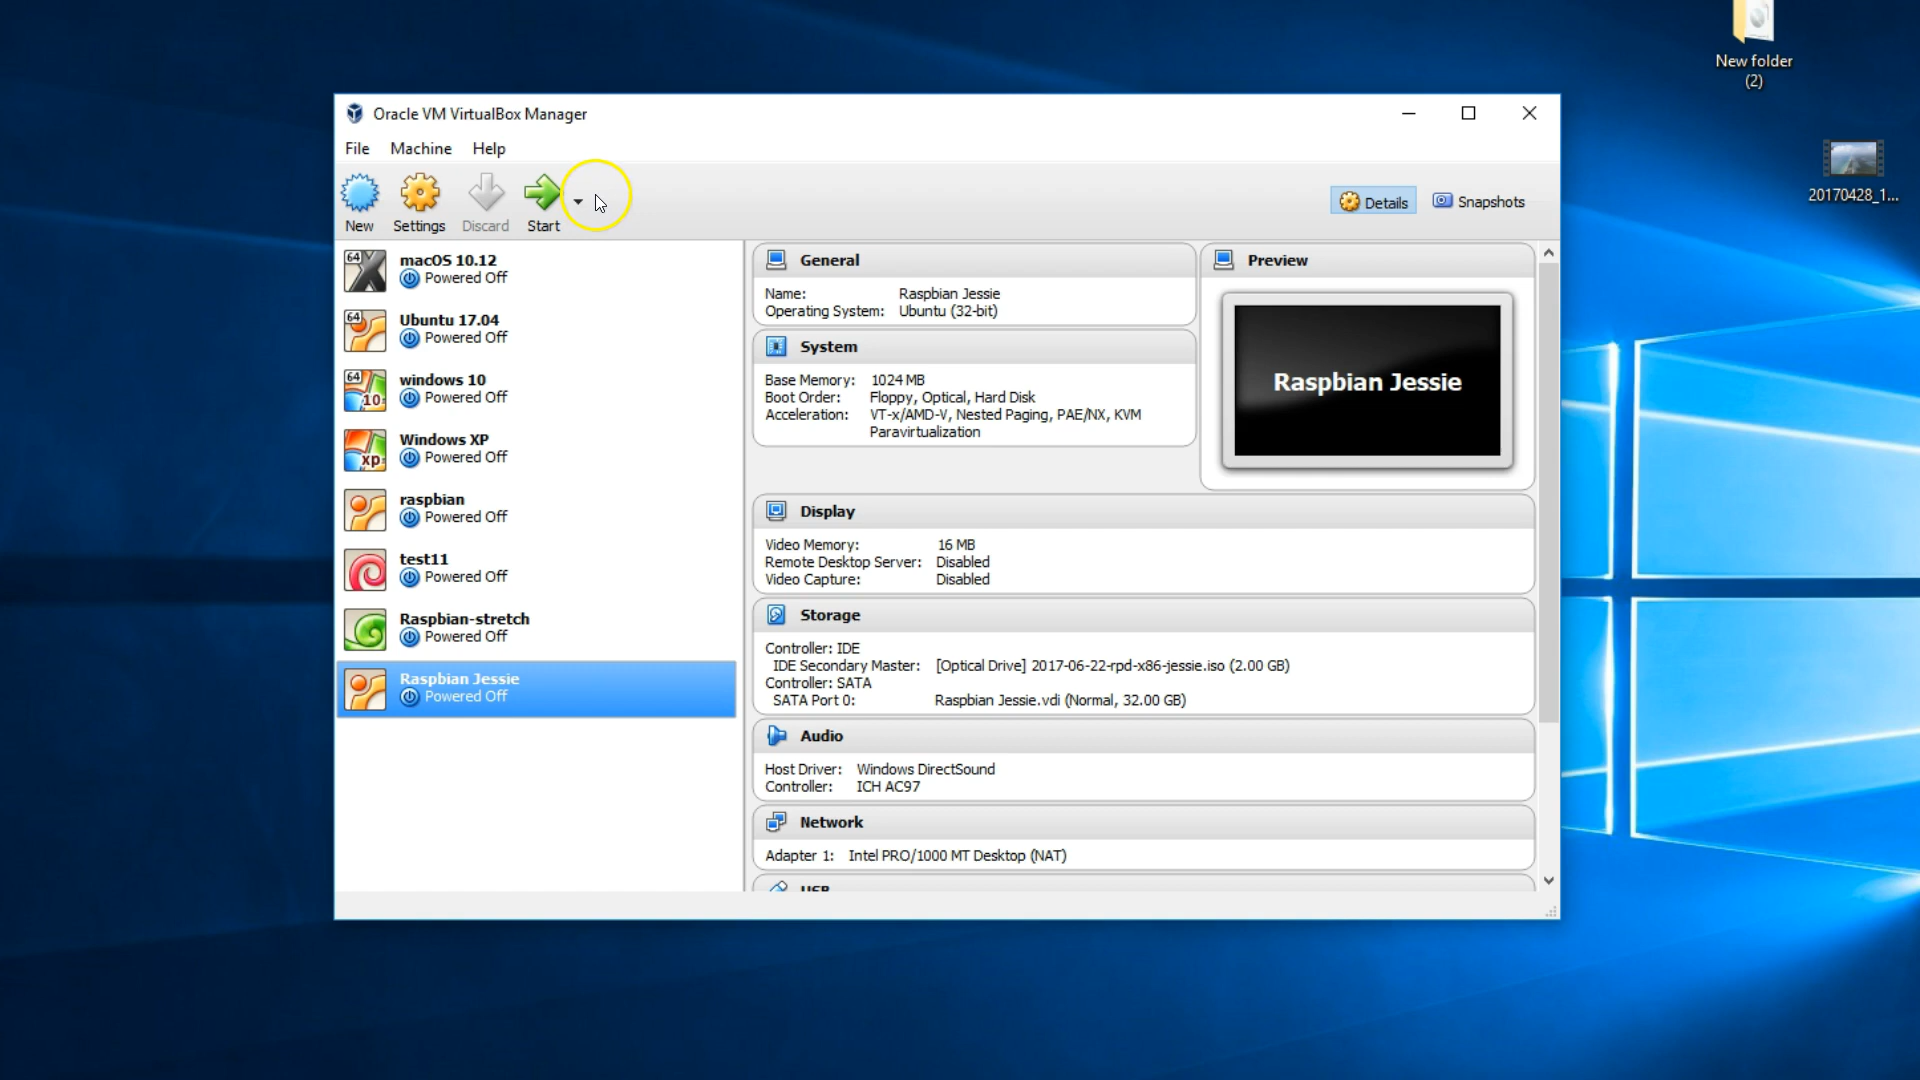 New folder
(2)
20170428_1...
Oracle VM VirtualBox Manager
File Machine Help
New Settings Discard Start
Details Snapshots
64 macOS 10.12
Powered Off
64 Ubuntu 17.04
Powered Off
64 10 windows 10
Powered Off
xp Windows XP
Powered Off
raspbian
Powered Off
test11
Powered Off
Raspbian-stretch
Powered Off
Raspbian Jessie
Powered Off
General
Name: Raspbian Jessie
Operating System: Ubuntu (32-bit)
System
Base Memory: 1024 MB
Boot Order: Floppy, Optical, Hard Disk
Acceleration: VT-x/AMD-V, Nested Paging, PAE/NX, KVM
Paravirtualization
Preview
Raspbian Jessie
Display
Video Memory: 16 MB
Remote Desktop Server: Disabled
Video Capture: Disabled
Storage
Controller: IDE
IDE Secondary Master: [Optical Drive] 2017-06-22-rpd-x86-jessie.iso (2.00 GB)
Controller: SATA
SATA Port 0: Raspbian Jessie.vdi (Normal, 32.00 GB)
Audio
Host Driver: Windows DirectSound
Controller: ICH AC97
Network
Adapter 1: Intel PRO/1000 MT Desktop (NAT)
USB